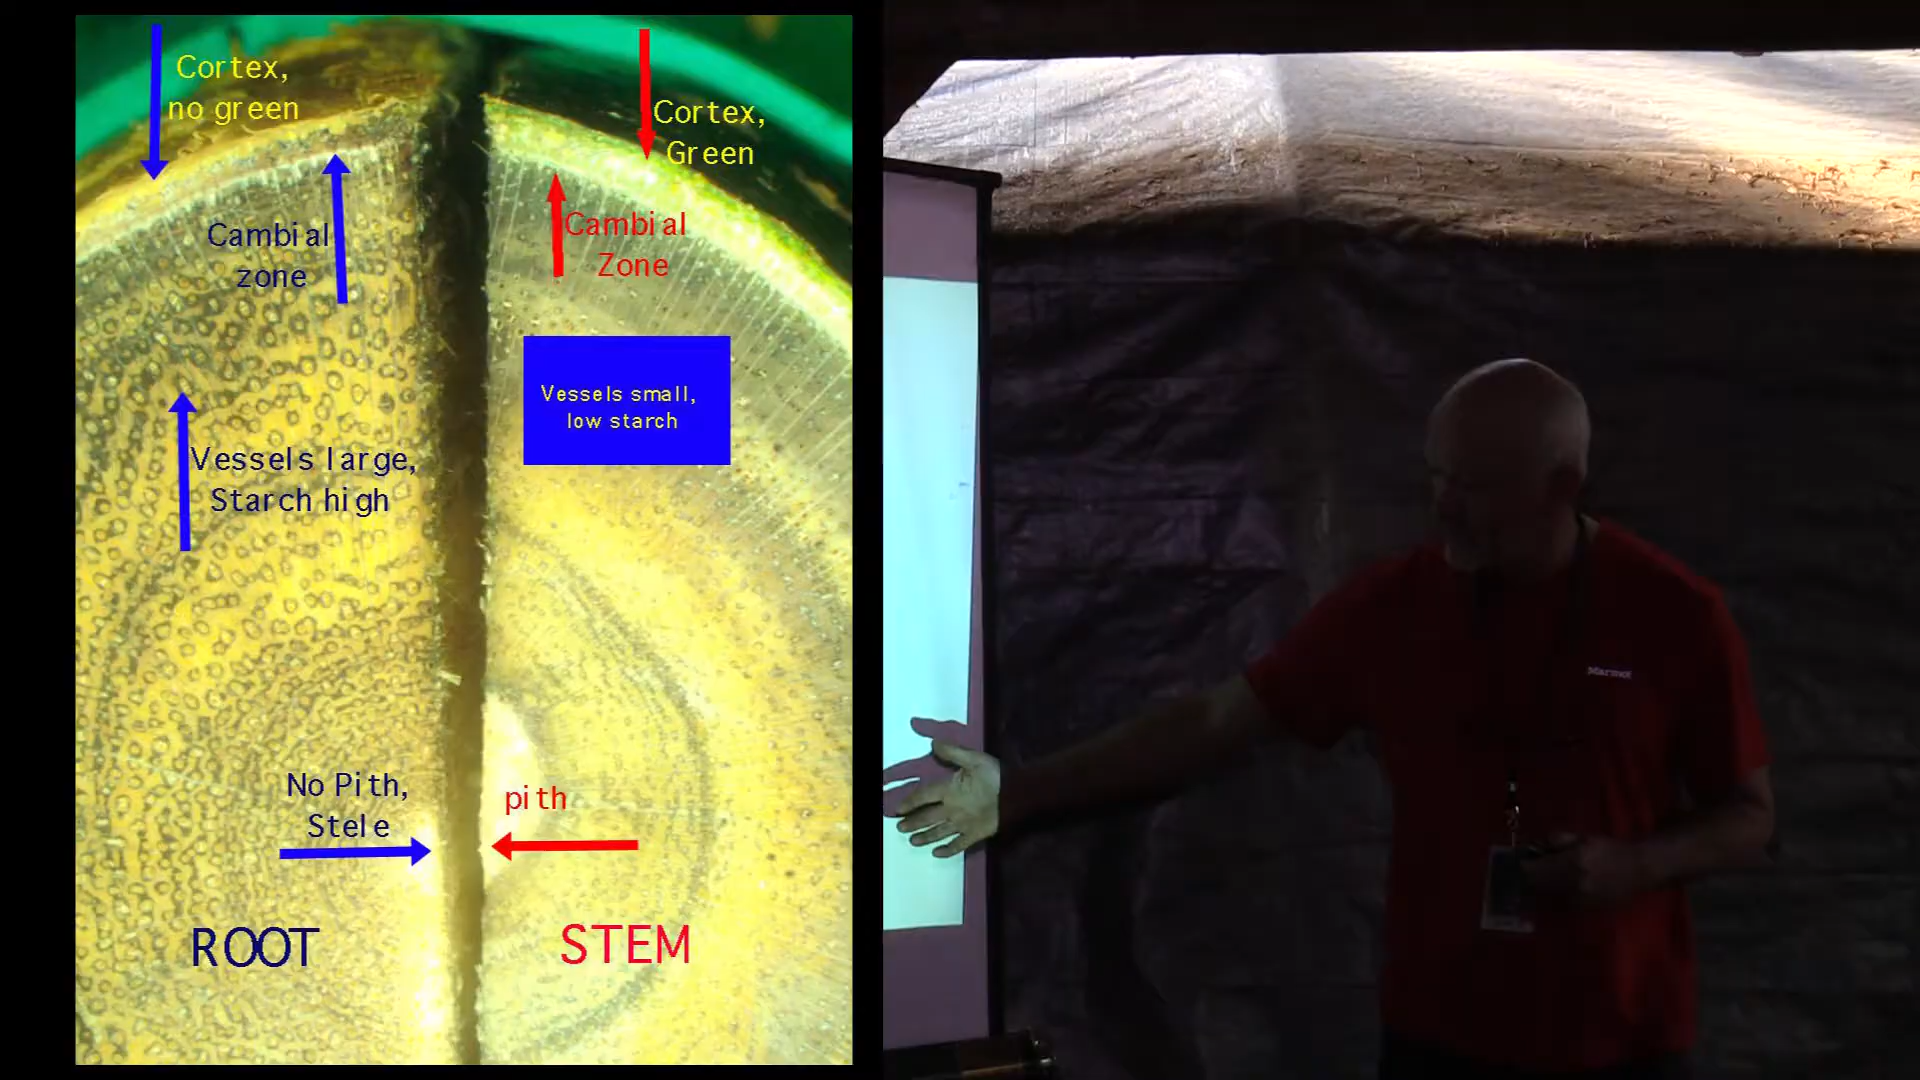 Cortex,
no green
Cambial
zone
Vessels large,
Starch high
No Pith,
Stele
ROOT
Cortex,
Green
Cambial
Zone
Vessels small,
low starch
pith
STEM
Marmot